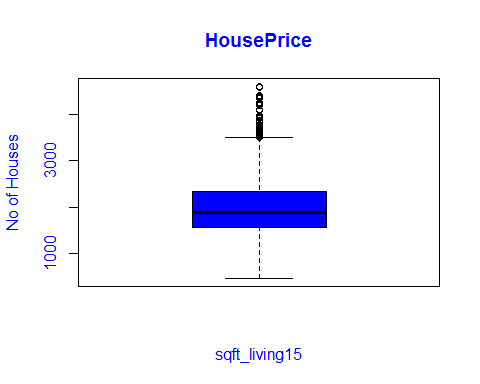 HousePrice
No of Houses
3000
1000
sqft_living15